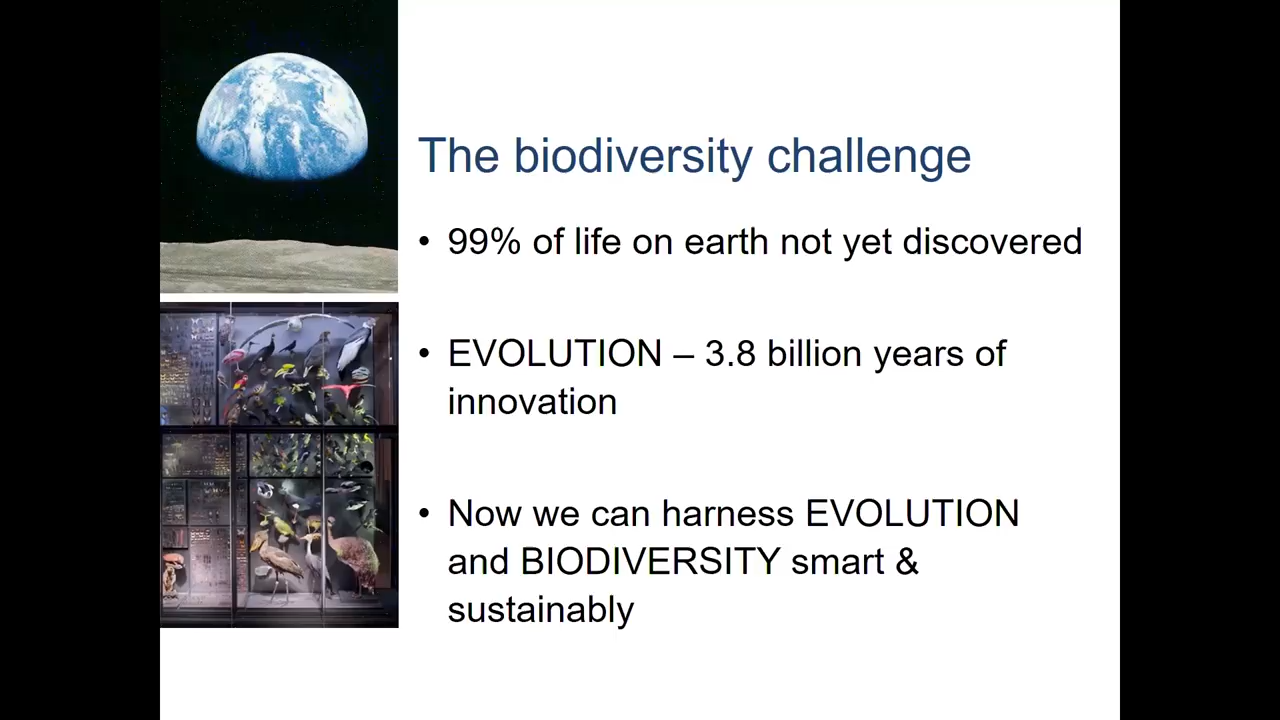 The biodiversity challenge
• 99% of life on earth not yet discovered
• EVOLUTION – 3.8 billion years of
innovation
• Now we can harness EVOLUTION
and BIODIVERSITY smart &
sustainably